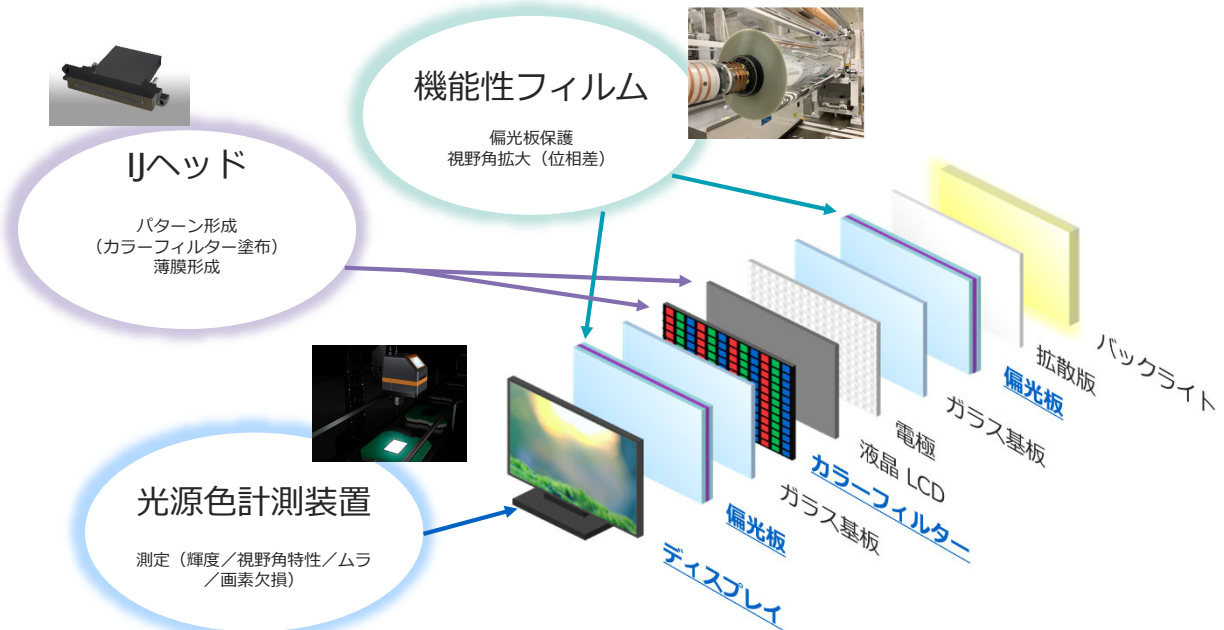 機能性フィルム
偏光板保護
視野角拡大（位相差）
IJヘッド
パターン形成
（カラーフィルター塗布）
薄膜形成
光源色計測装置
測定（輝度／視野角特性／ムラ
／画素欠損）
バックライト
拡散版
偏光板
ガラス基板
電極
液晶 LCD
カラーフィルター
ガラス基板
偏光板
ディスプレイ